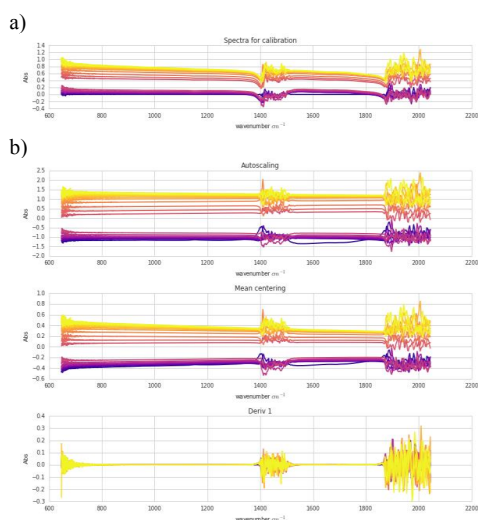 a)
Spectra for calibration
1.4
1.2
1.0
0.8
0.6
0.4
0.2
0.0
−0.2
−0.4
Abs
600 800 1000 1200 1400 1600 1800 2000 2200
wavenumber cm⁻¹
b)
Autoscaling
2.5
2.0
1.5
1.0
0.5
0.0
−0.5
−1.0
−1.5
−2.0
Abs
600 800 1000 1200 1400 1600 1800 2000 2200
wavenumber cm⁻¹
Mean centering
1.0
0.8
0.6
0.4
0.2
0.0
−0.2
−0.4
−0.6
Abs
600 800 1000 1200 1400 1600 1800 2000 2200
wavenumber cm⁻¹
Deriv 1
0.4
0.3
0.2
0.1
0.0
−0.1
−0.2
−0.3
Abs
600 800 1000 1200 1400 1600 1800 2000 2200
wavenumber cm⁻¹